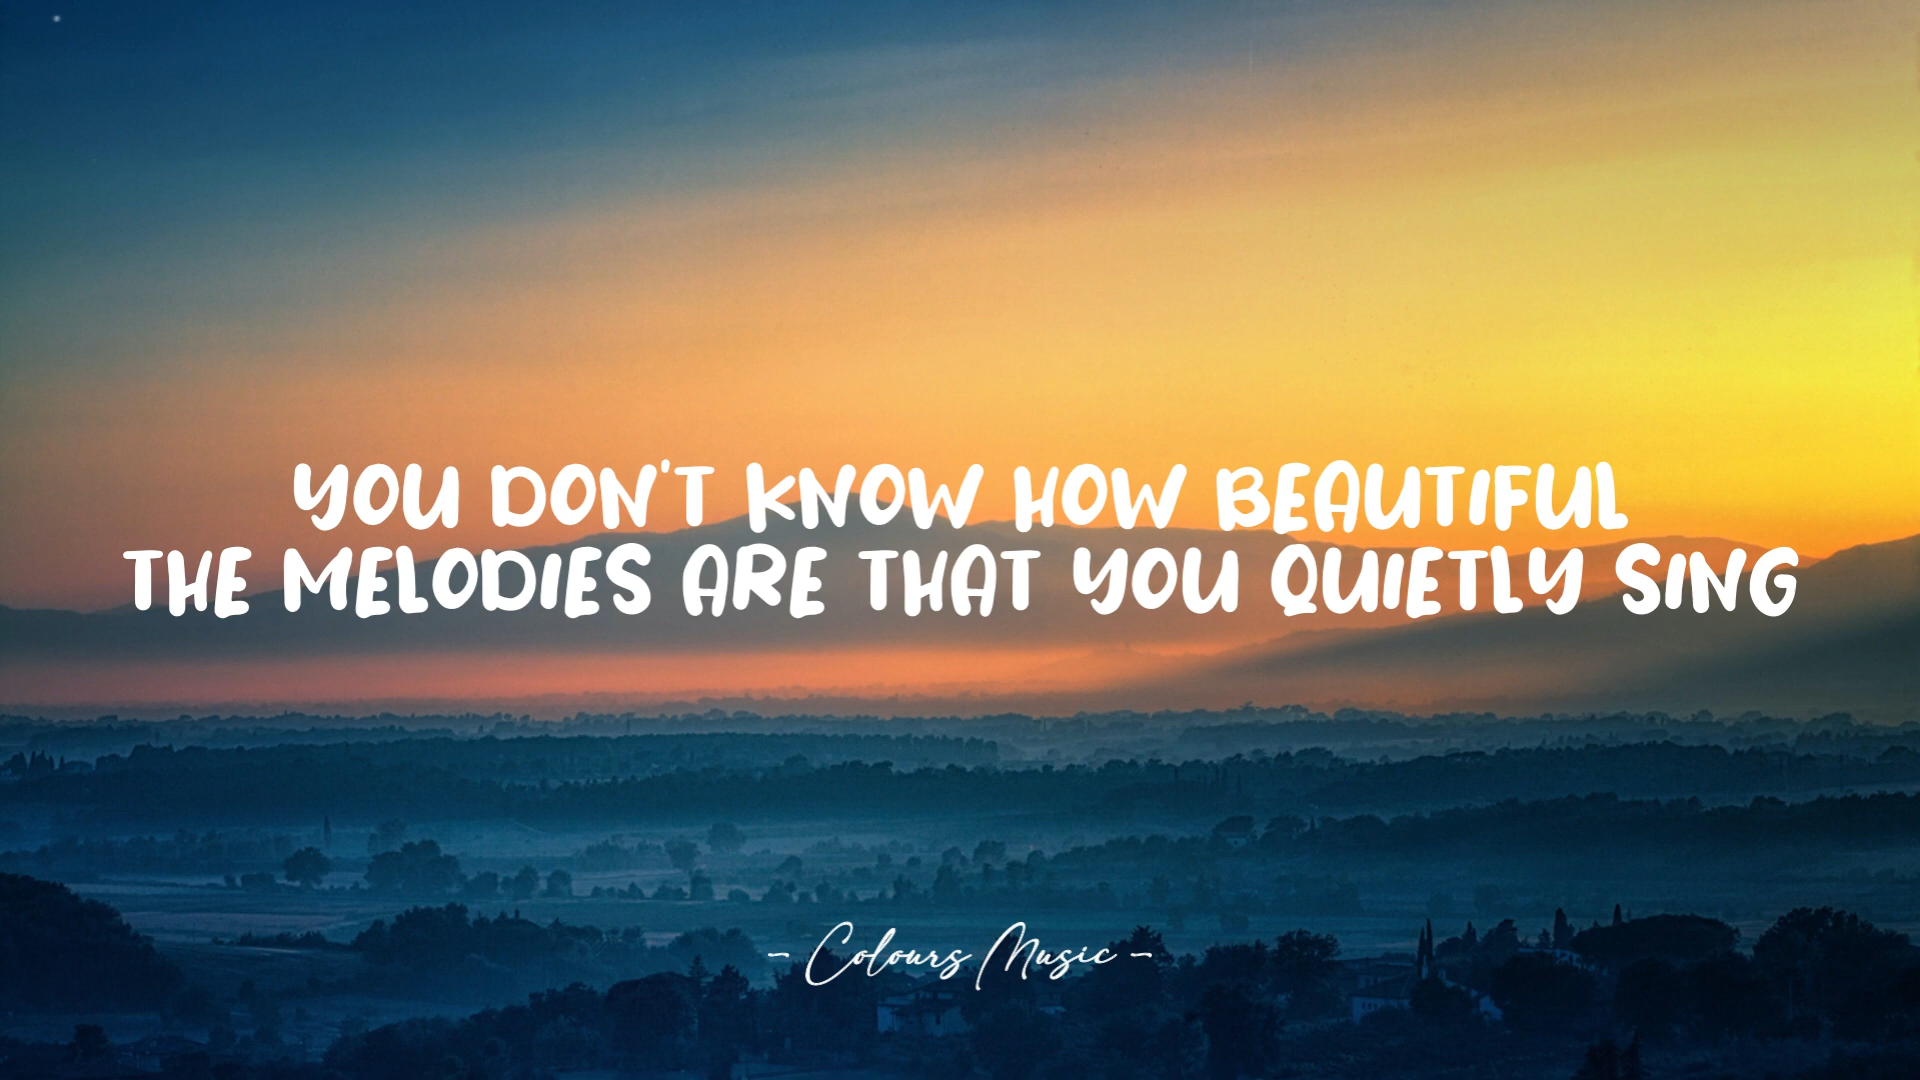 YOU DON'T KNOW HOW BEAUTIFUL
THE MELODIES ARE THAT YOU QUIETLY SING
- Colours Music -